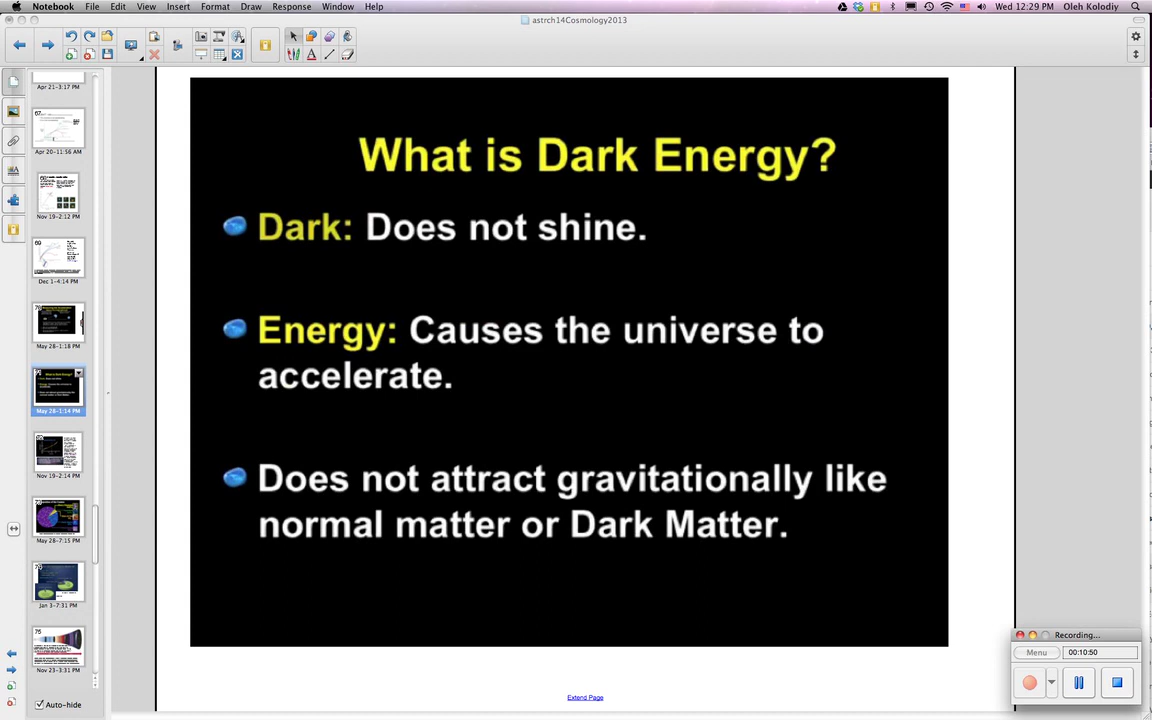 Notebook File Edit View Insert Format Draw Response Window Help Wed 12:29 PM Oleh Kolodiy
astrch14Cosmology2013
Apr 21-3:17 PM
67
Apr 20-11:56 AM
Nov 19-2:12 PM
69
Dec 1-4:14 PM
May 28-1:18 PM
May 28-1:14 PM
Nov 19-2:14 PM
May 28-7:15 PM
Jan 3-7:31 PM
75
Nov 23-3:31 PM
Auto-hide
What is Dark Energy?
Dark: Does not shine.
Energy: Causes the universe to
accelerate.
Does not attract gravitationally like
normal matter or Dark Matter.
Extend Page
Recording...
Menu 00:10:50